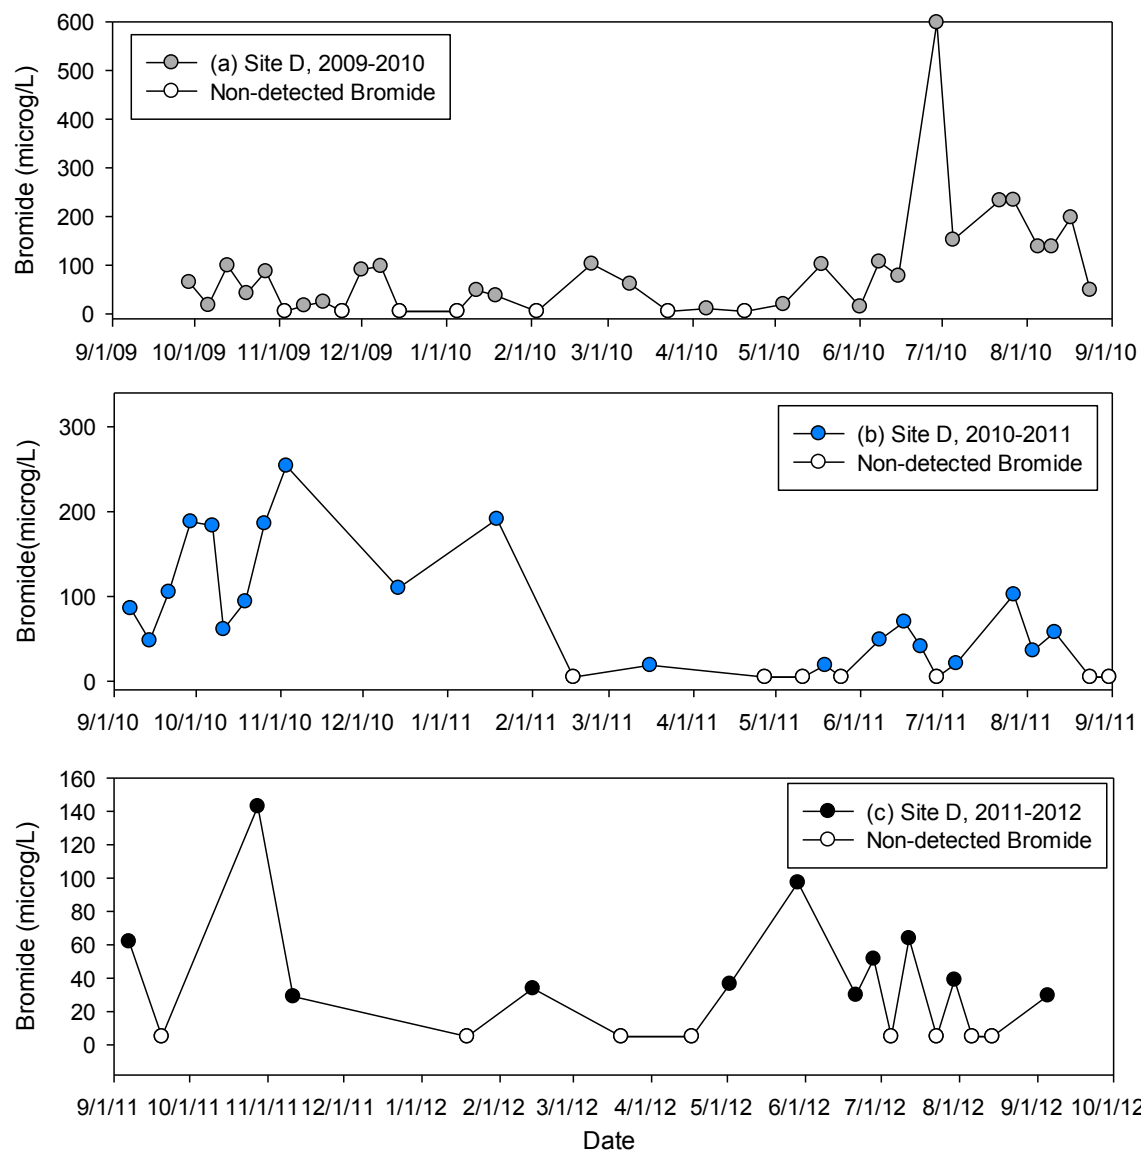 600
500
400
300
200
100
0
Bromide (microg/L)
(a) Site D, 2009-2010
Non-detected Bromide
9/1/09 10/1/09 11/1/09 12/1/09 1/1/10 2/1/10 3/1/10 4/1/10 5/1/10 6/1/10 7/1/10 8/1/10 9/1/10
300
200
100
0
Bromide(microg/L)
(b) Site D, 2010-2011
Non-detected Bromide
9/1/10 10/1/10 11/1/10 12/1/10 1/1/11 2/1/11 3/1/11 4/1/11 5/1/11 6/1/11 7/1/11 8/1/11 9/1/11
160
140
120
100
80
60
40
20
0
Bromide (microg/L)
(c) Site D, 2011-2012
Non-detected Bromide
9/1/11 10/1/11 11/1/11 12/1/11 1/1/12 2/1/12 3/1/12 4/1/12 5/1/12 6/1/12 7/1/12 8/1/12 9/1/12 10/1/12
Date